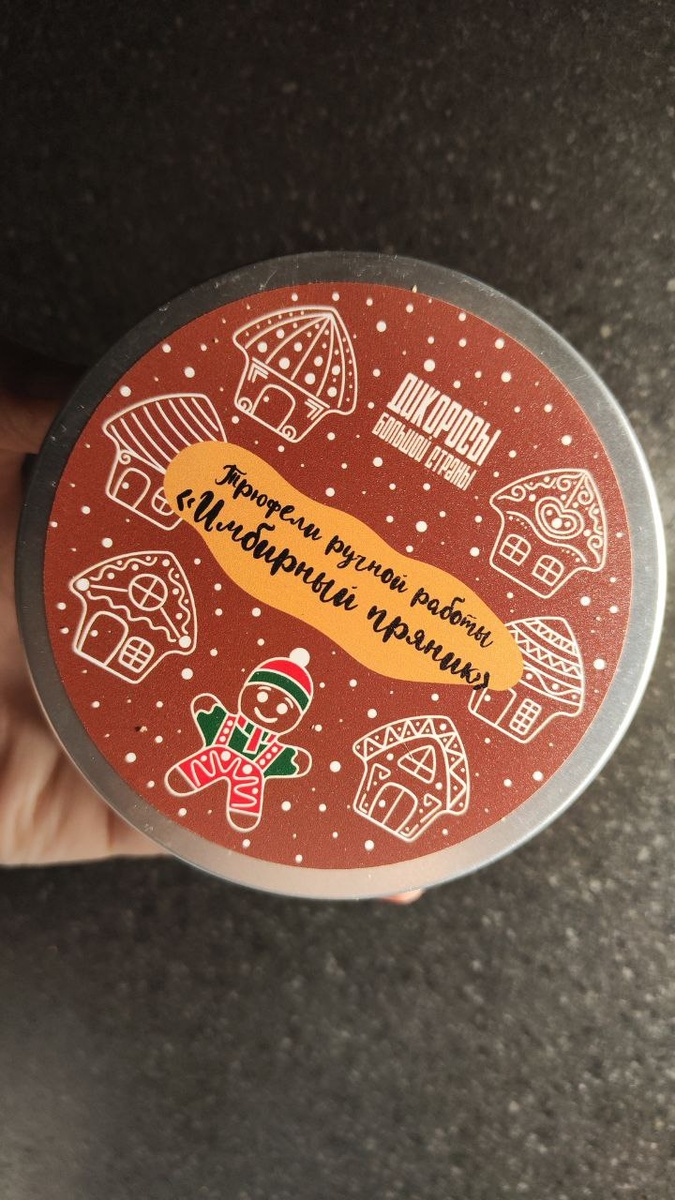 ДИКОРОСЫ
БОЛЬШОЙ СТРАНЫ
Трюфели ручной работы
«Имбирный пряник»